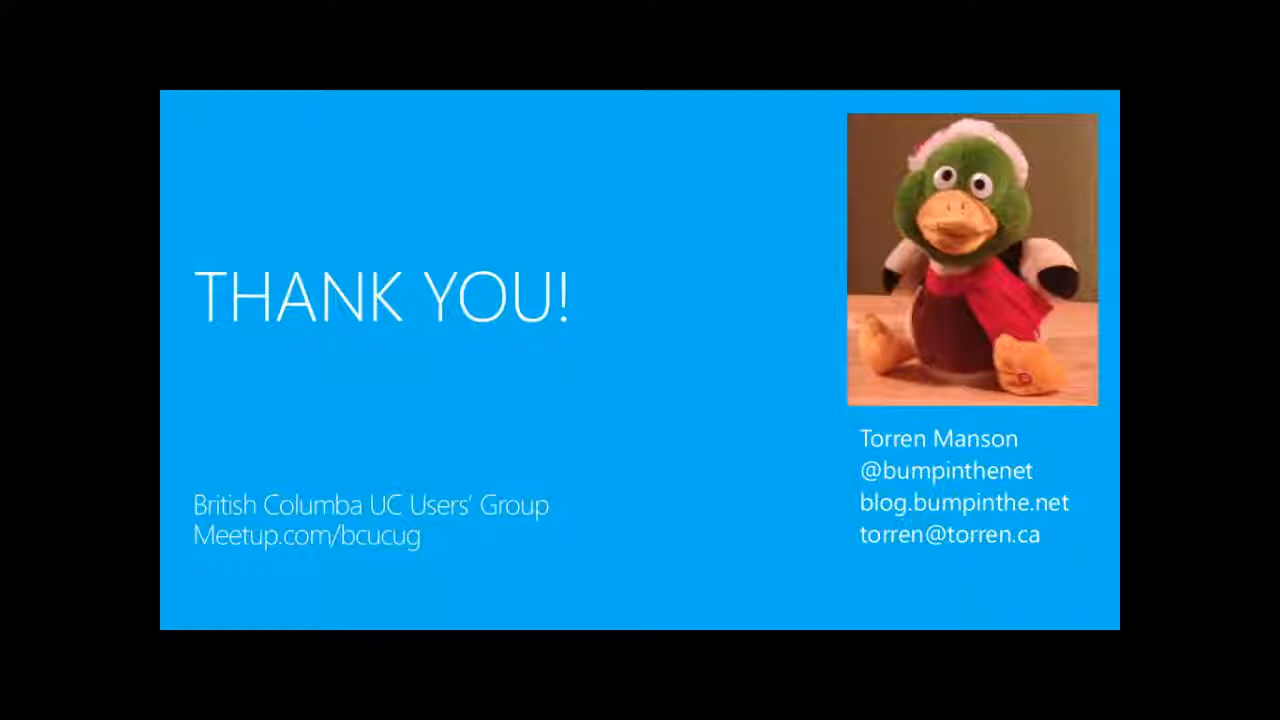 THANK YOU!
British Columba UC Users' Group
Meetup.com/bcucug
Torren Manson
@bumpinthenet
blog.bumpinthe.net
torren@torren.ca